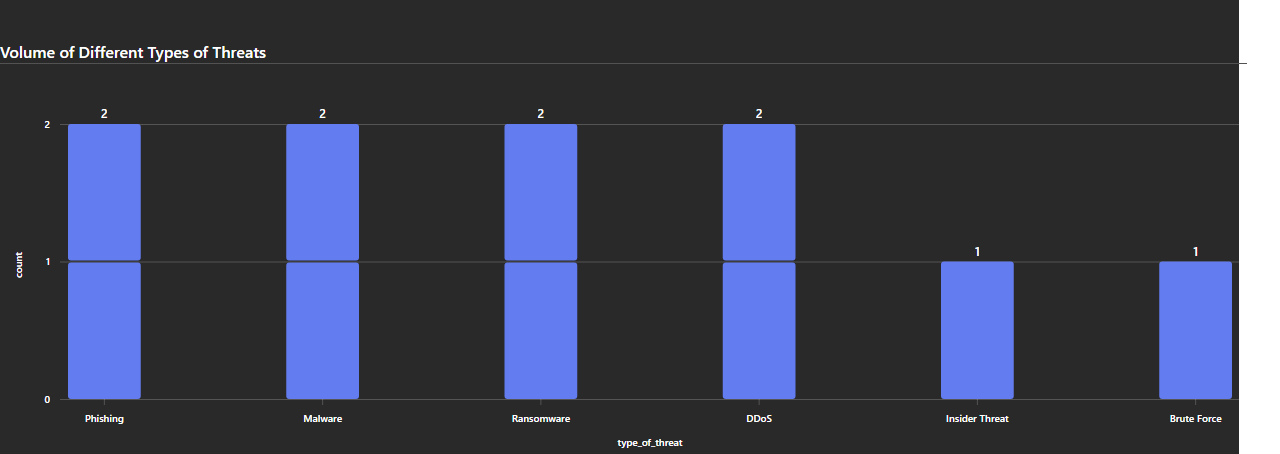 Volume of Different Types of Threats
2 2 2 2
2
1 1
count
1
0
Phishing Malware Ransomware DDoS Insider Threat Brute Force
type_of_threat